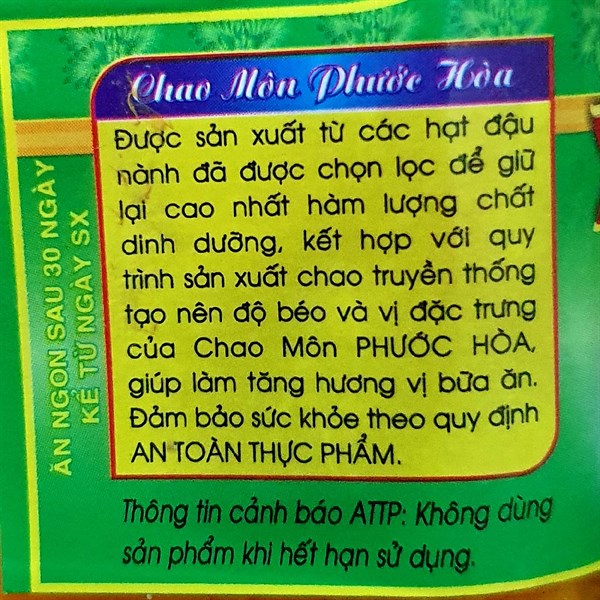 Chao Môn Phước Hòa
Được sản xuất từ các hạt đậu
nành đã được chọn lọc để giữ
lại cao nhất hàm lượng chất
dinh dưỡng, kết hợp với quy
trình sản xuất chao truyền thống
tạo nên độ béo và vị đặc trưng
của Chao Môn PHƯỚC HÒA,
giúp làm tăng hương vị bữa ăn.
Đảm bảo sức khỏe theo quy định
AN TOÀN THỰC PHẨM.
Thông tin cảnh báo ATTP: Không dùng
sản phẩm khi hết hạn sử dụng.
ĂN NGON SAU 30 NGÀY
KỂ TỪ NGÀY SX